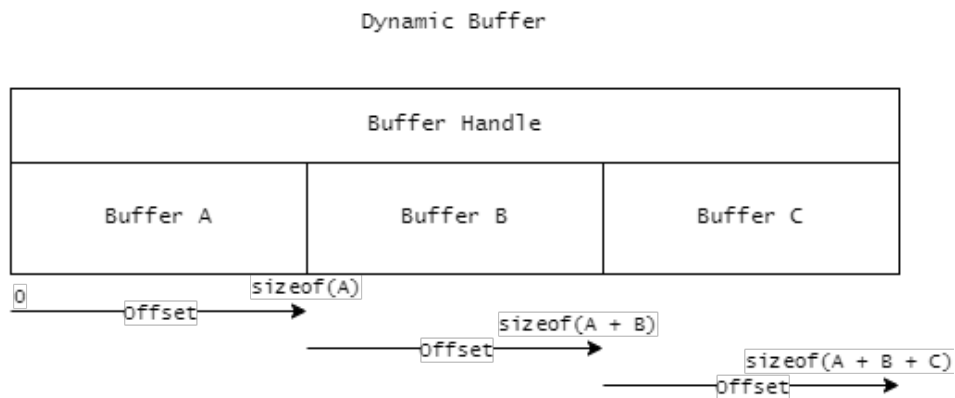 Dynamic Buffer
Buffer Handle
Buffer A
Buffer B
Buffer C
0
sizeof(A)
Offset
sizeof(A + B)
Offset
sizeof(A + B + C)
Offset